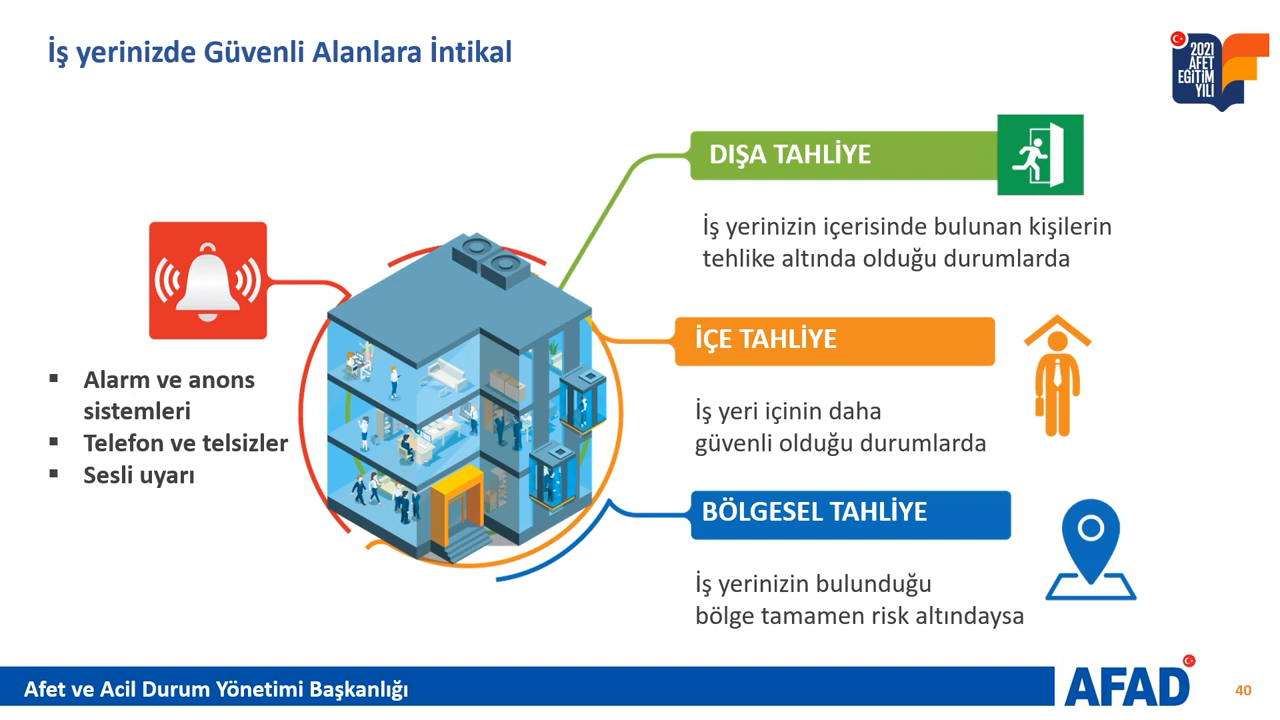 İş yerinizde Güvenli Alanlara İntikal
2021
AFET
EĞİTİM
YILI
DIŞA TAHLİYE
İş yerinizin içerisinde bulunan kişilerin
tehlike altında olduğu durumlarda
İÇE TAHLİYE
İş yeri içinin daha
güvenli olduğu durumlarda
▪ Alarm ve anons
sistemleri
▪ Telefon ve telsizler
▪ Sesli uyarı
BÖLGESEL TAHLİYE
İş yerinizin bulunduğu
bölge tamamen risk altındaysa
Afet ve Acil Durum Yönetimi Başkanlığı
AFAD
40